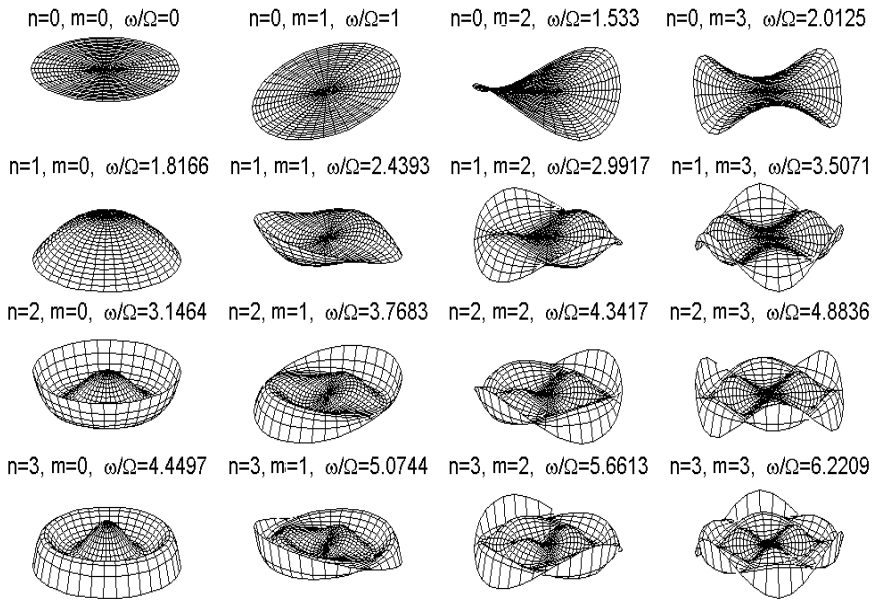 n=0, m=0, ω/Ω=0
n=0, m=1, ω/Ω=1
n=0, m=2, ω/Ω=1.533
n=0, m=3, ω/Ω=2.0125
n=1, m=0, ω/Ω=1.8166
n=1, m=1, ω/Ω=2.4393
n=1, m=2, ω/Ω=2.9917
n=1, m=3, ω/Ω=3.5071
n=2, m=0, ω/Ω=3.1464
n=2, m=1, ω/Ω=3.7683
n=2, m=2, ω/Ω=4.3417
n=2, m=3, ω/Ω=4.8836
n=3, m=0, ω/Ω=4.4497
n=3, m=1, ω/Ω=5.0744
n=3, m=2, ω/Ω=5.6613
n=3, m=3, ω/Ω=6.2209